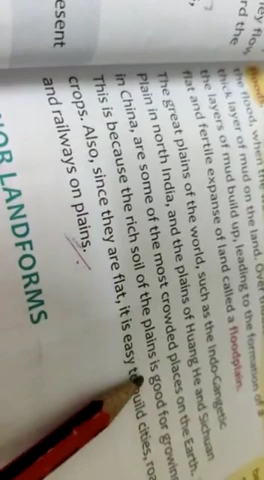 ey flo
rd the
esent
the flood, when the
thick layer of mud on the land. Over
the layers of mud build up, leading to the formation of a
flat and fertile expanse of land called a floodplain.
The great plains of the world, such as the Indo-Gangetic
plain in north India, and the plains of Huang He and Sichuan
in China, are some of the most crowded places on the Earth.
This is because the rich soil of the plains is good for growin
crops. Also, since they are flat, it is easy to build cities, roa
and railways on plains.
OR LANDFORMS